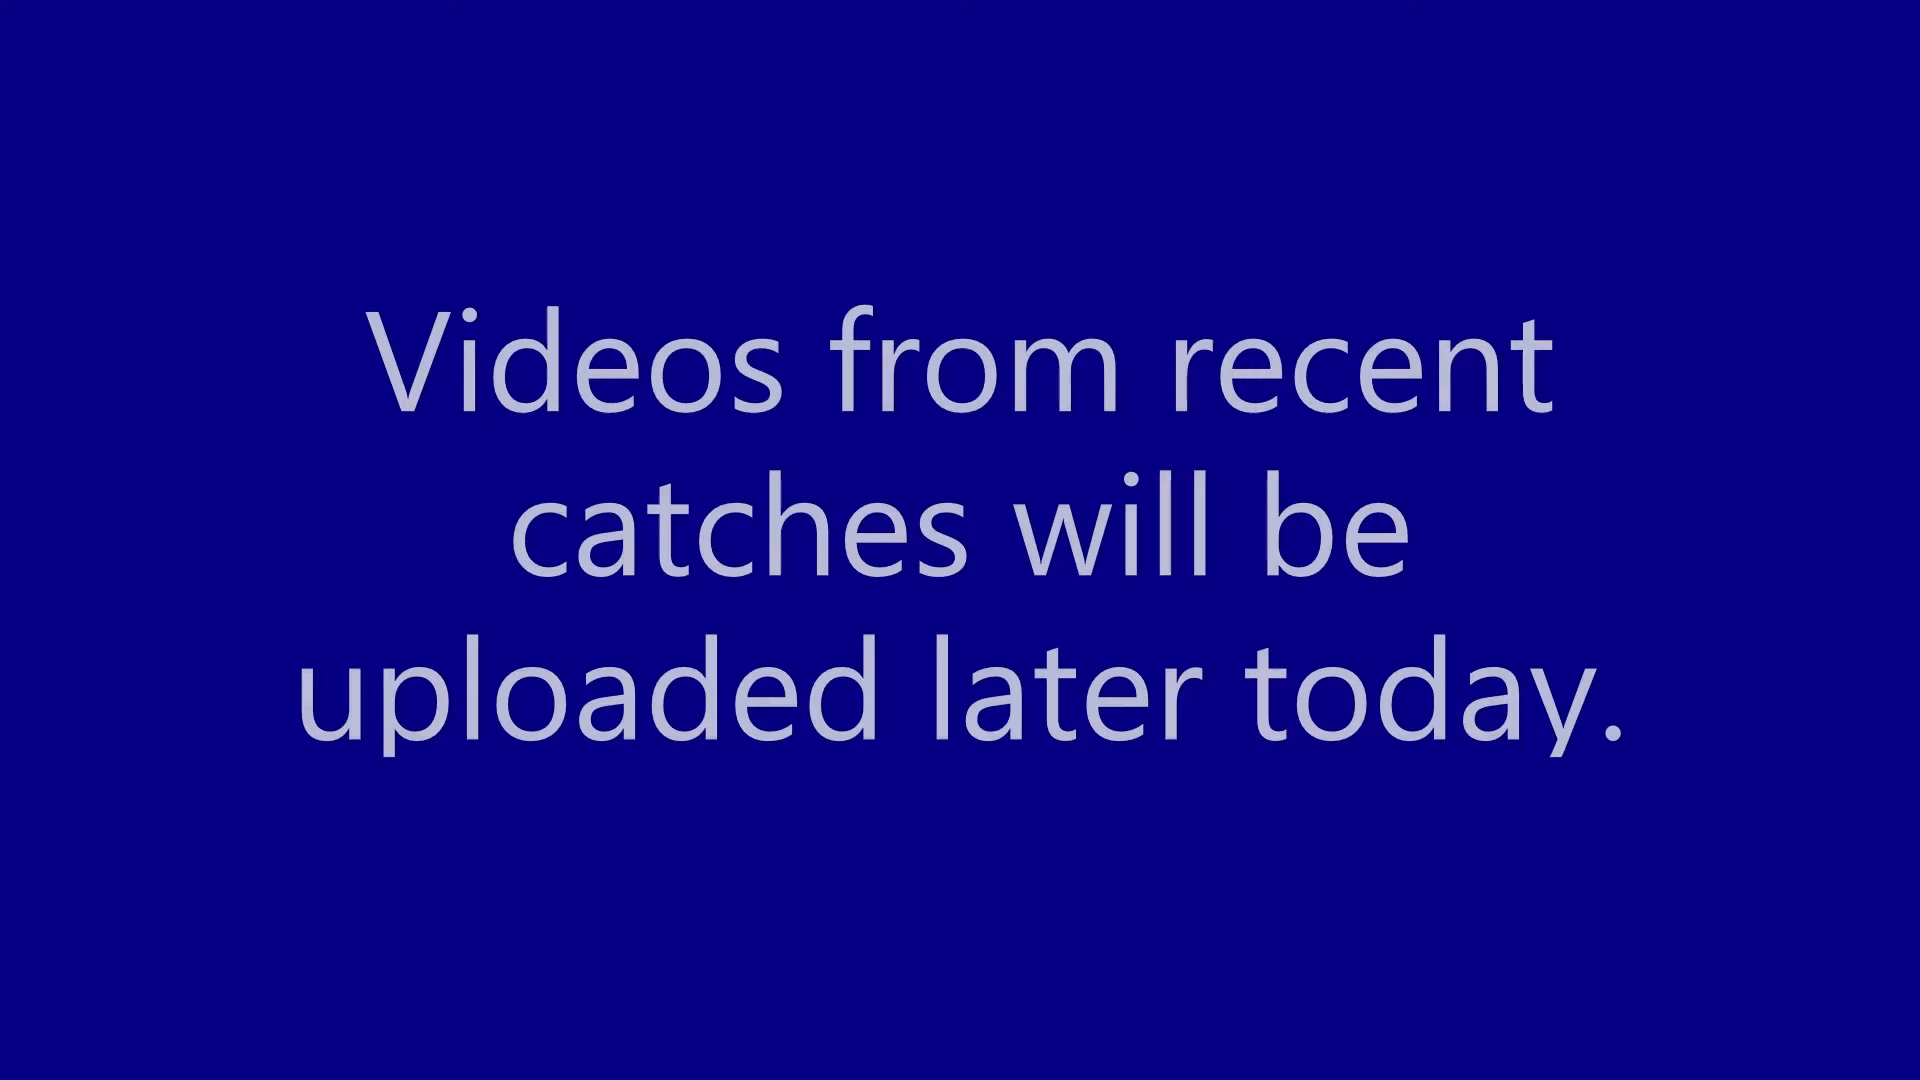 Videos from recent
catches will be
uploaded later today.